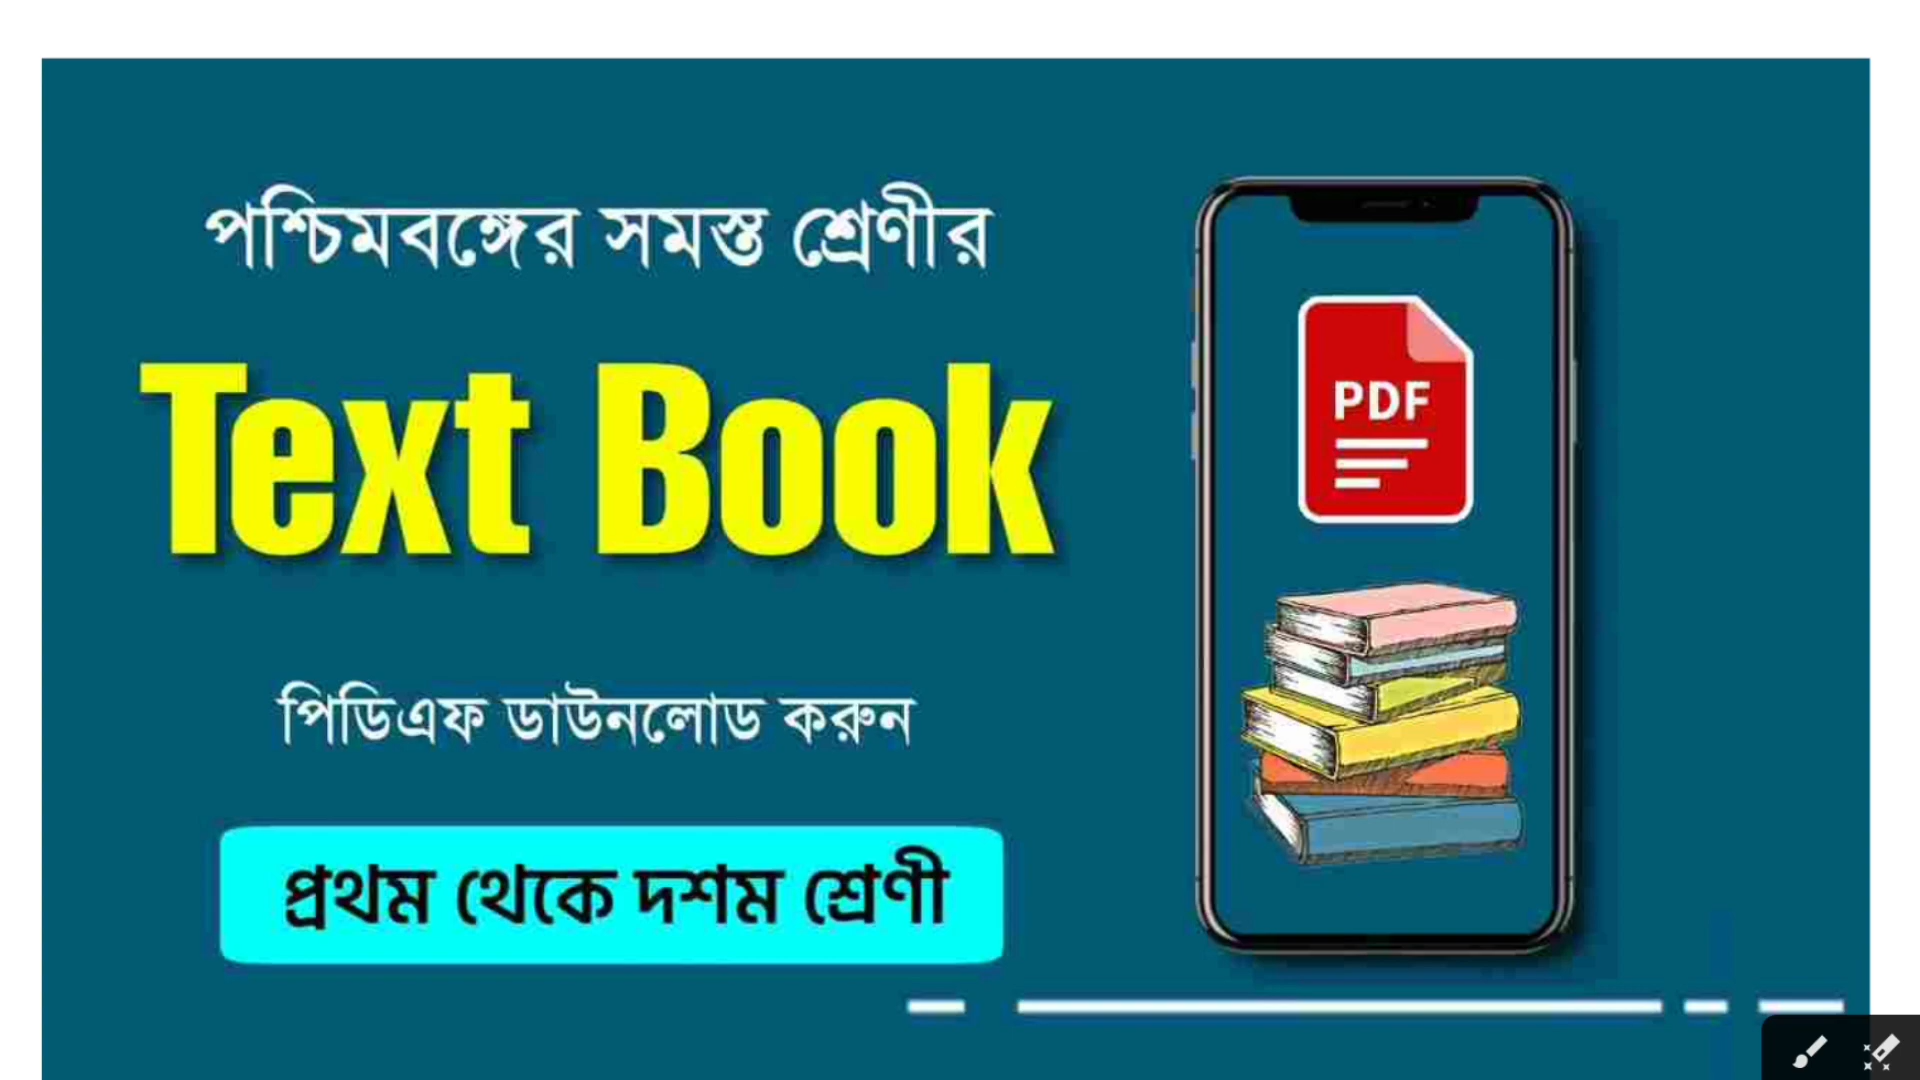 পশ্চিমবঙ্গের সমস্ত শ্রেণীর
Text Book
পিডিএফ ডাউনলোড করুন
প্রথম থেকে দশম শ্রেণী
PDF